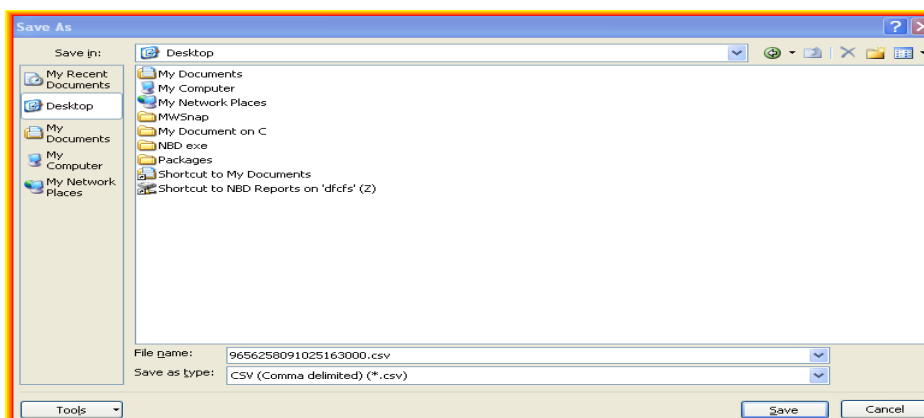 Save As
Save in:
Desktop
My Recent
Documents
Desktop
My
Documents
My
Computer
My Network
Places
My Documents
My Computer
My Network Places
MWSnap
My Document on C
NBD exe
Packages
Shortcut to My Documents
Shortcut to NBD Reports on 'dfcfs' (Z)
File name:
9656258091025163000.csv
Save as type:
CSV (Comma delimited) (*.csv)
Tools
Save
Cancel